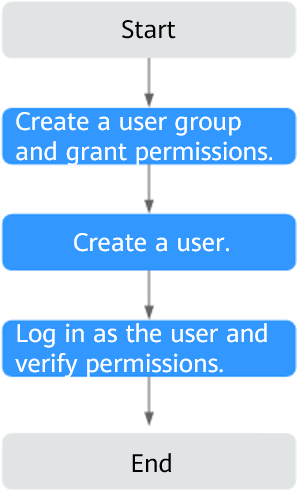 Start
Create a user group
and grant permissions.
Create a user.
Log in as the user and
verify permissions.
End